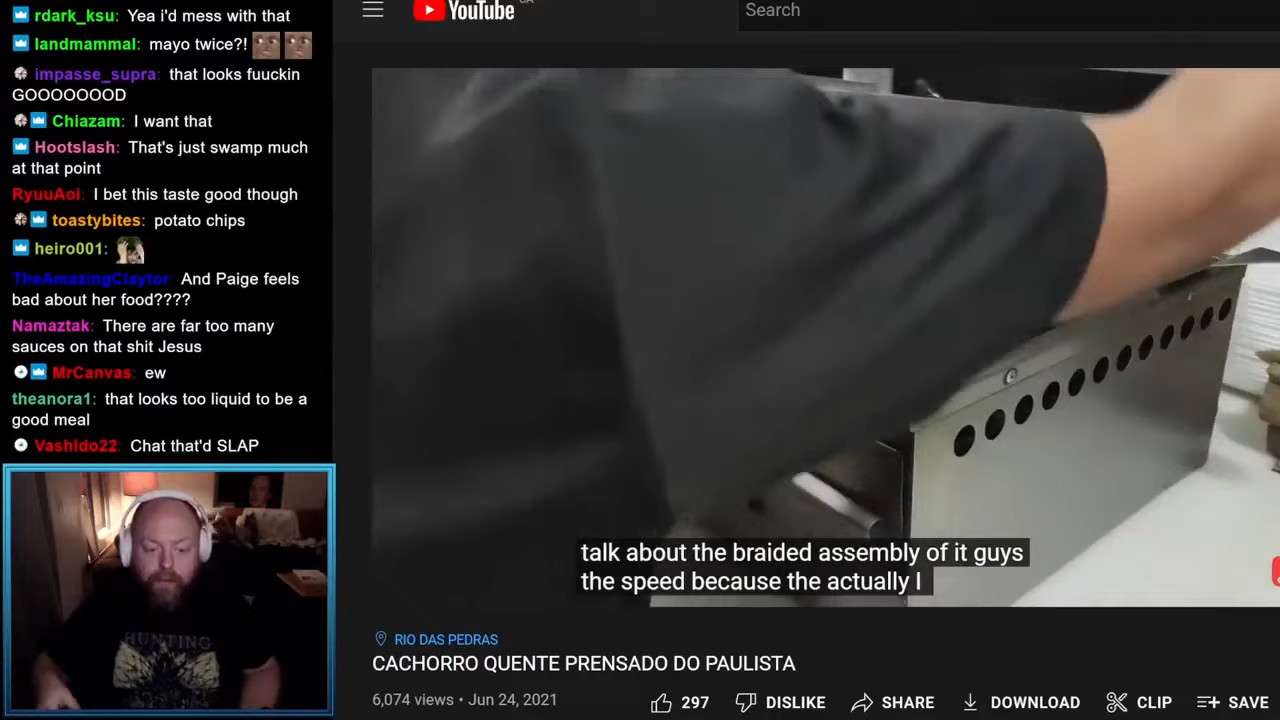 rdark_ksu: Yea i'd mess with that
landmammal: mayo twice?!
impasse_supra: that looks fuuckin
GOOOOOOOD
Chiazam: I want that
Hootslash: That's just swamp much
at that point
RyuuAoi: I bet this taste good though
toastybites: potato chips
heiro001:
TheAmazingClaytor: And Paige feels
bad about her food????
Namaztak: There are far too many
sauces on that shit Jesus
MrCanvas: ew
theanora1: that looks too liquid to be a
good meal
Vashido22: Chat that'd SLAP
HUNTING
YouTube
Search
talk about the braided assembly of it guys
the speed because the actually I
RIO DAS PEDRAS
CACHORRO QUENTE PRENSADO DO PAULISTA
6,074 views • Jun 24, 2021
297 DISLIKE SHARE DOWNLOAD CLIP SAVE